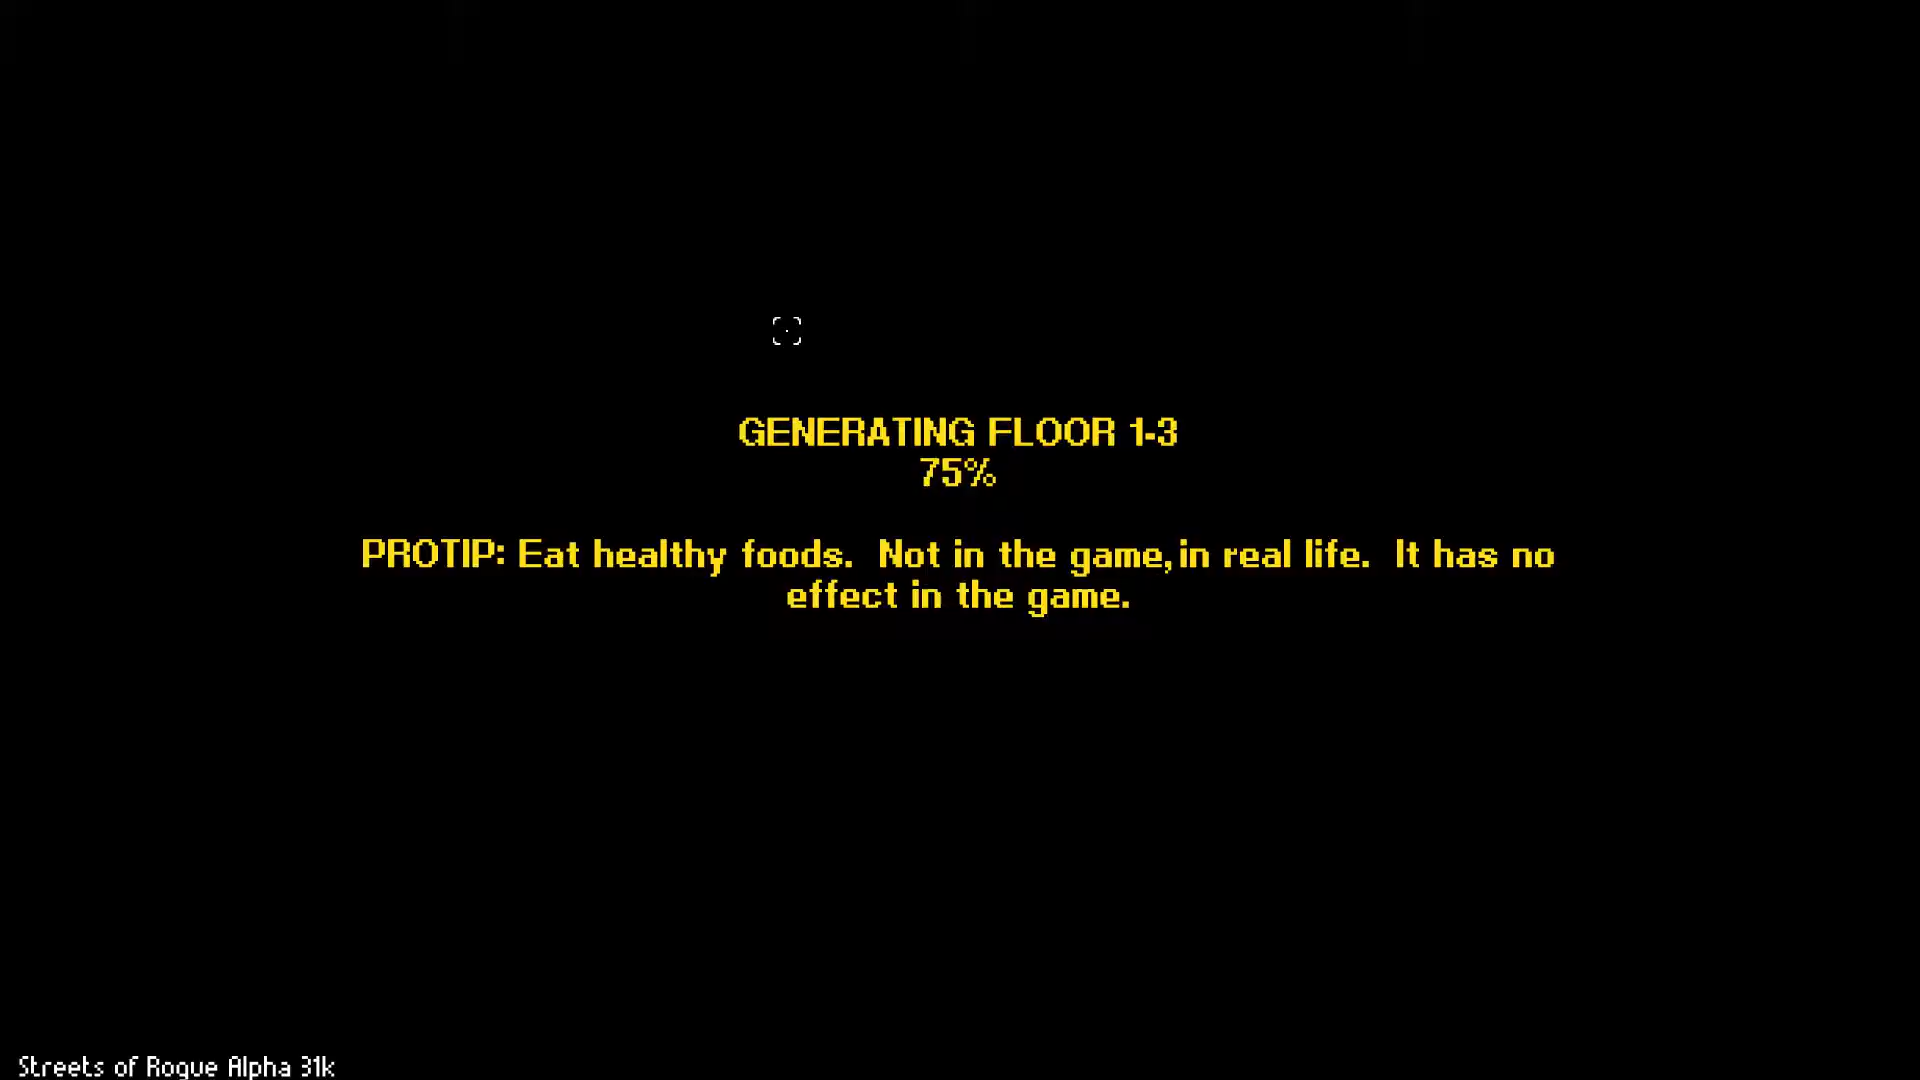 GENERATING FLOOR 1-3
75%
PROTIP: Eat healthy foods.  Not in the game, in real life.  It has no
effect in the game.
Streets of Rogue Alpha 31k